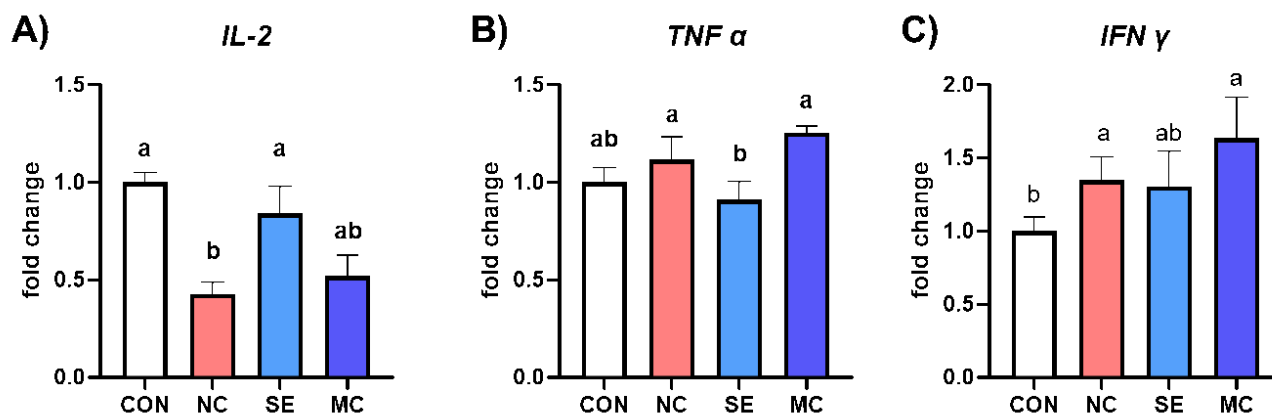 A) IL-2
fold change
1.5
1.0
0.5
0.0
a
b
a
ab
CON NC SE MC
B) TNF α
fold change
1.5
1.0
0.5
0.0
ab
a
b
a
CON NC SE MC
C) IFN γ
fold change
2.0
1.5
1.0
0.5
0.0
b
a
ab
a
CON NC SE MC